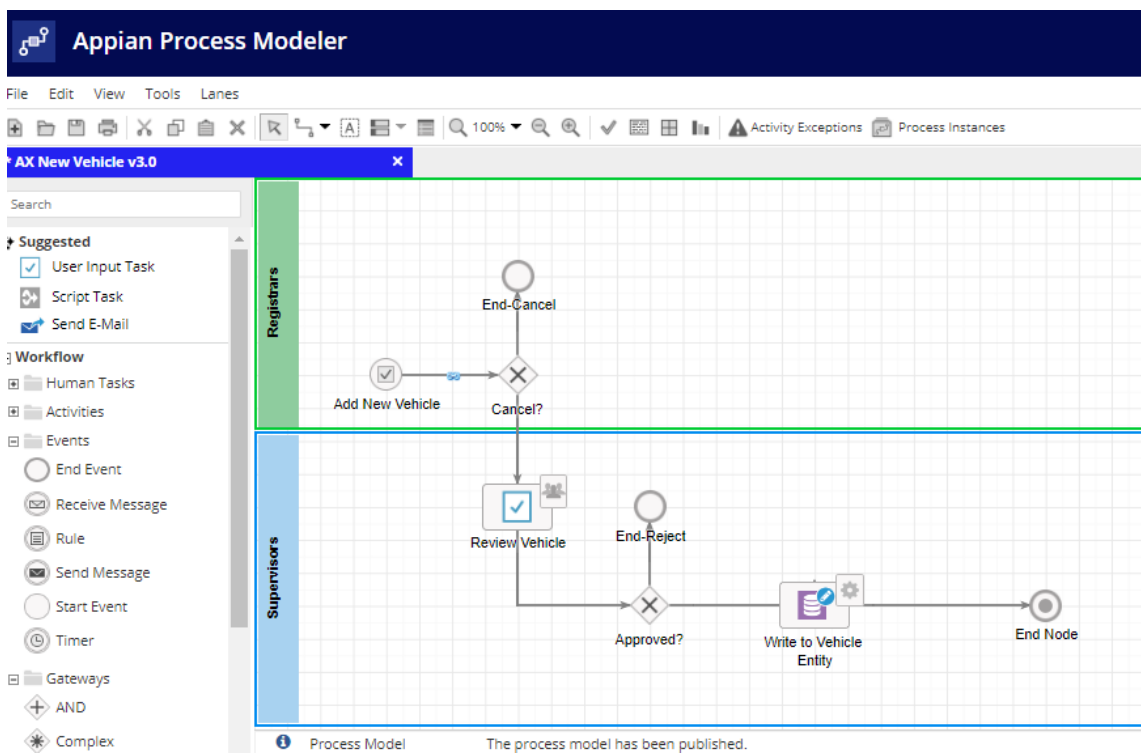 Appian Process Modeler
File Edit View Tools Lanes
100% Activity Exceptions Process Instances
* AX New Vehicle v3.0
Search
Suggested
User Input Task
Script Task
Send E-Mail
Workflow
Human Tasks
Activities
Events
End Event
Receive Message
Rule
Send Message
Start Event
Timer
Gateways
AND
Complex
Registrars
End-Cancel
Add New Vehicle
Cancel?
Supervisors
Review Vehicle
End-Reject
Approved?
Write to Vehicle
Entity
End Node
Process Model The process model has been published.